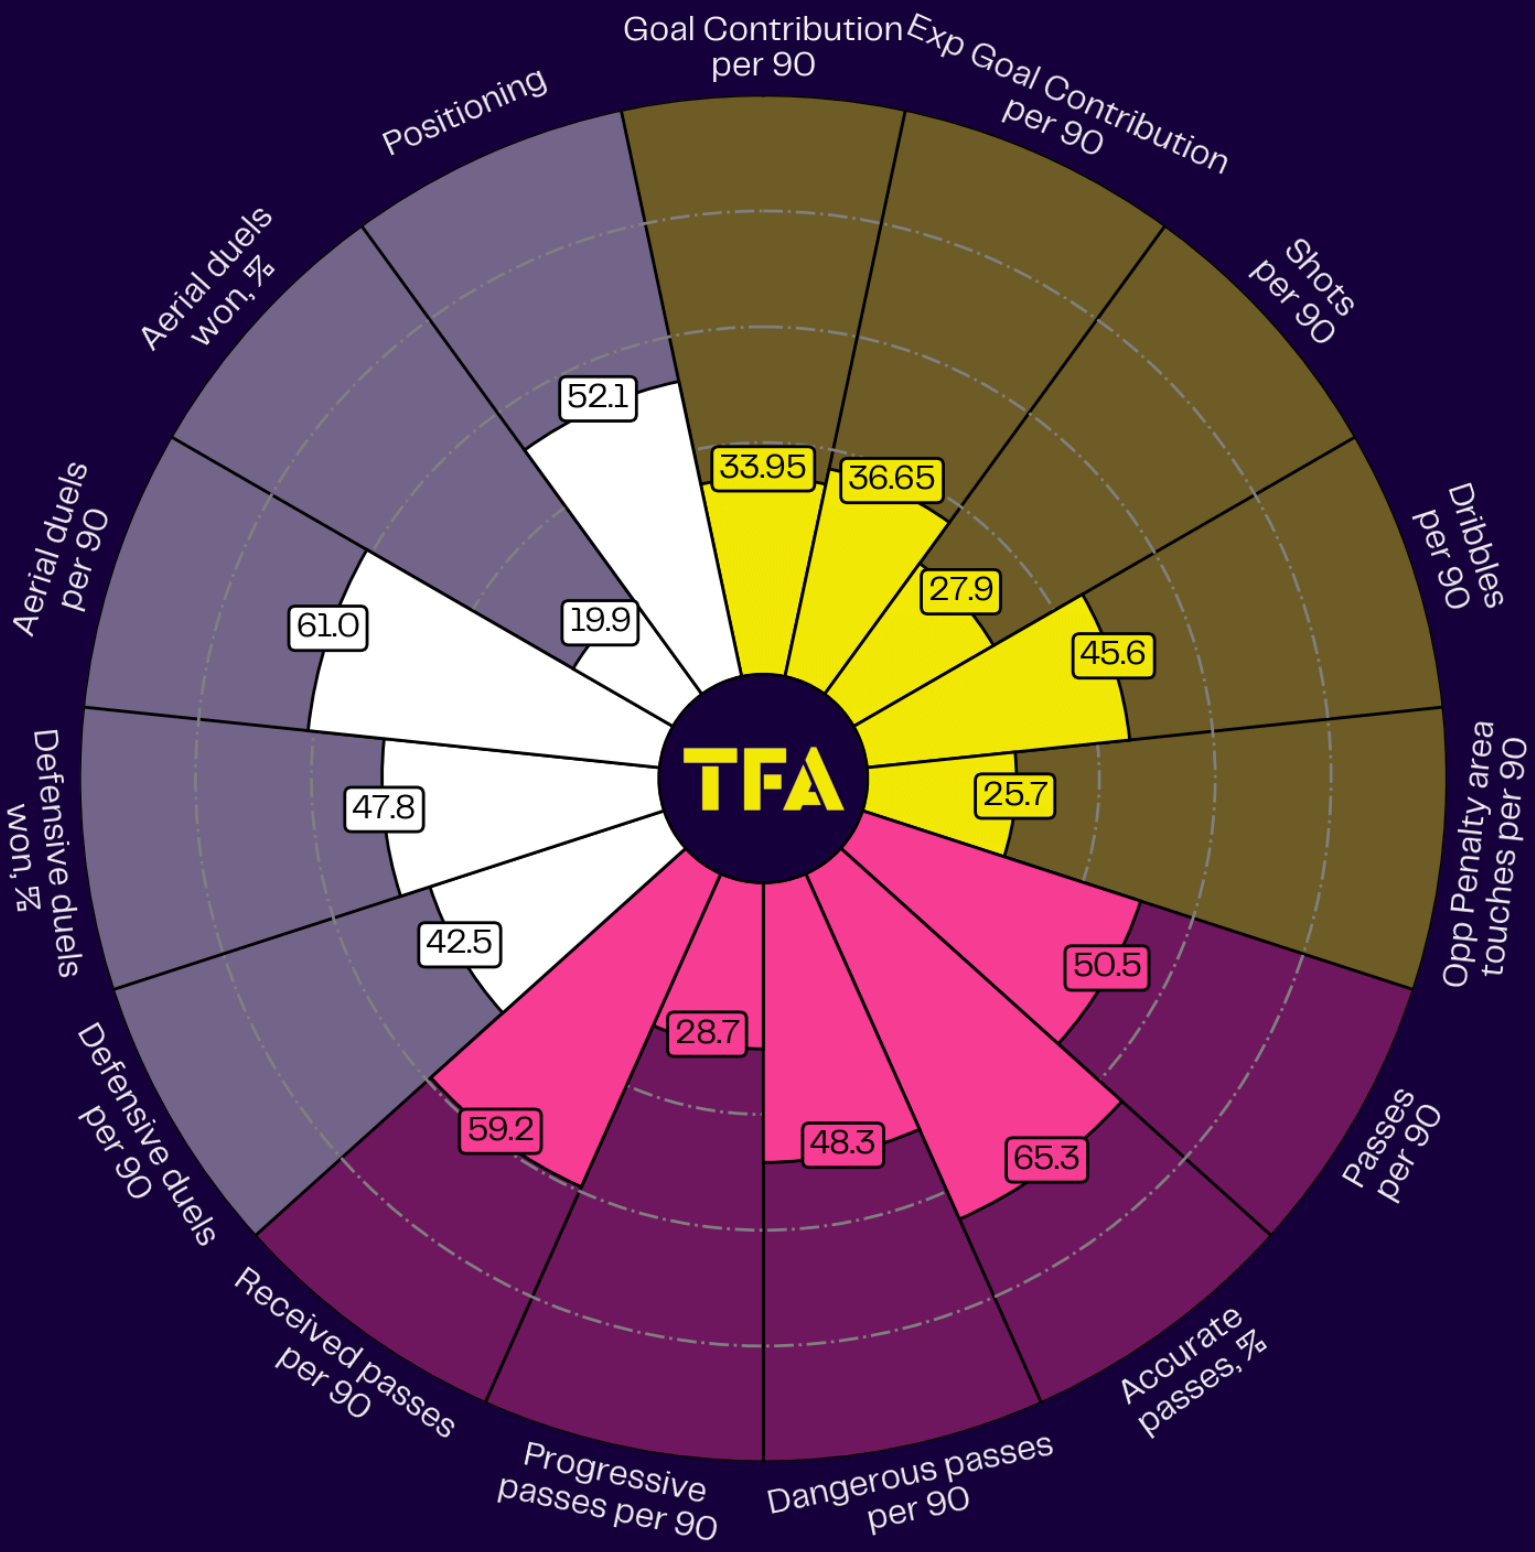 Goal Contribution
per 90
Exp Goal Contribution
per 90
Shots
per 90
Dribbles
per 90
Opp Penalty area
touches per 90
Passes
per 90
Accurate
passes, %
Dangerous passes
per 90
Progressive
passes per 90
Received passes
per 90
Defensive duels
per 90
Defensive duels
won, %
Aerial duels
per 90
Aerial duels
won, %
Positioning
33.95
36.65
27.9
45.6
25.7
50.5
65.3
48.3
28.7
59.2
42.5
47.8
61.0
19.9
52.1
TFA